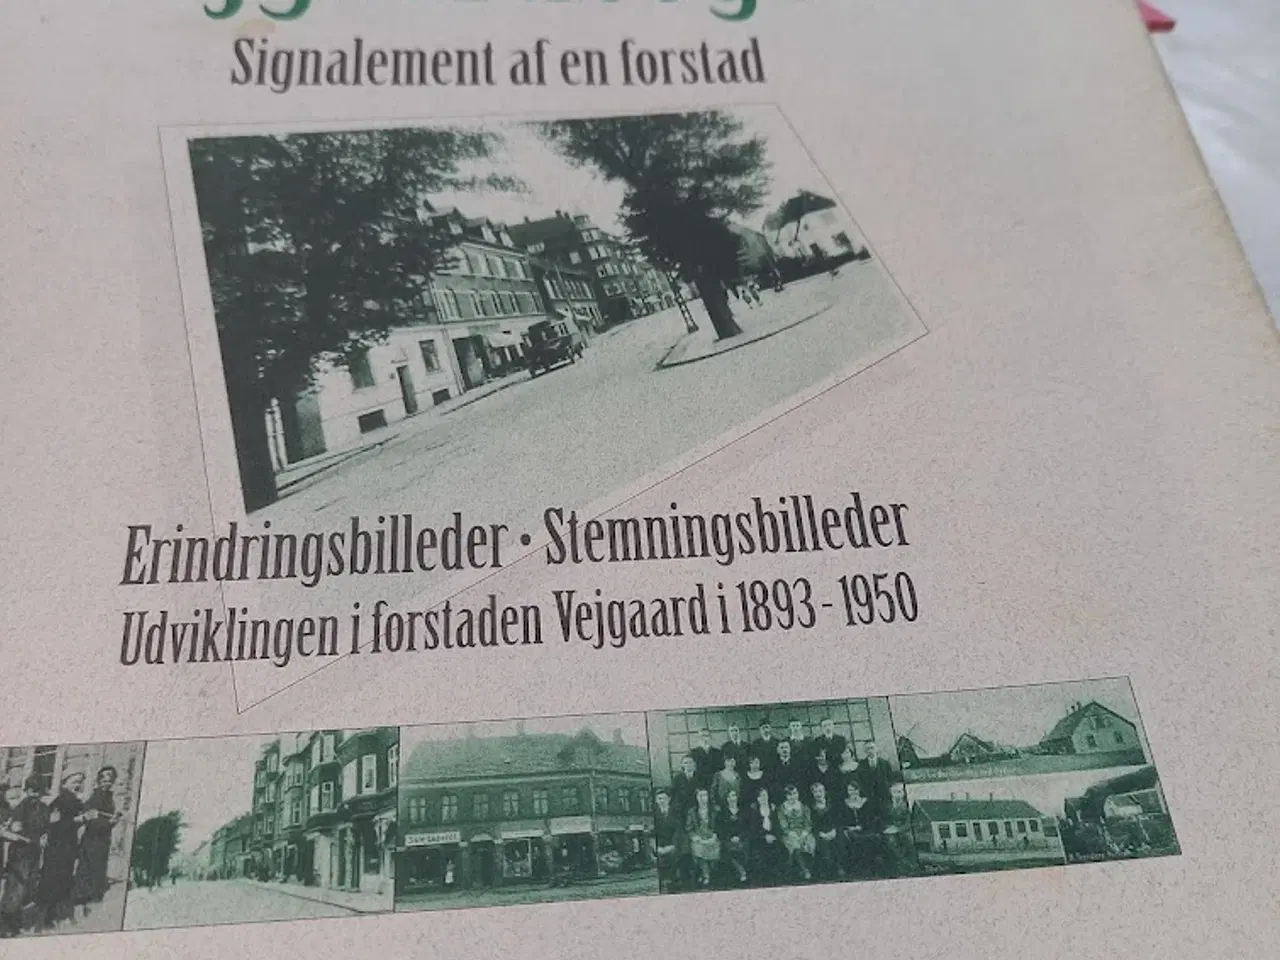 Signalement af en forstad
Erindringsbilleder • Stemningsbilleder
Udviklingen i forstaden Vejgaard i 1893 - 1950